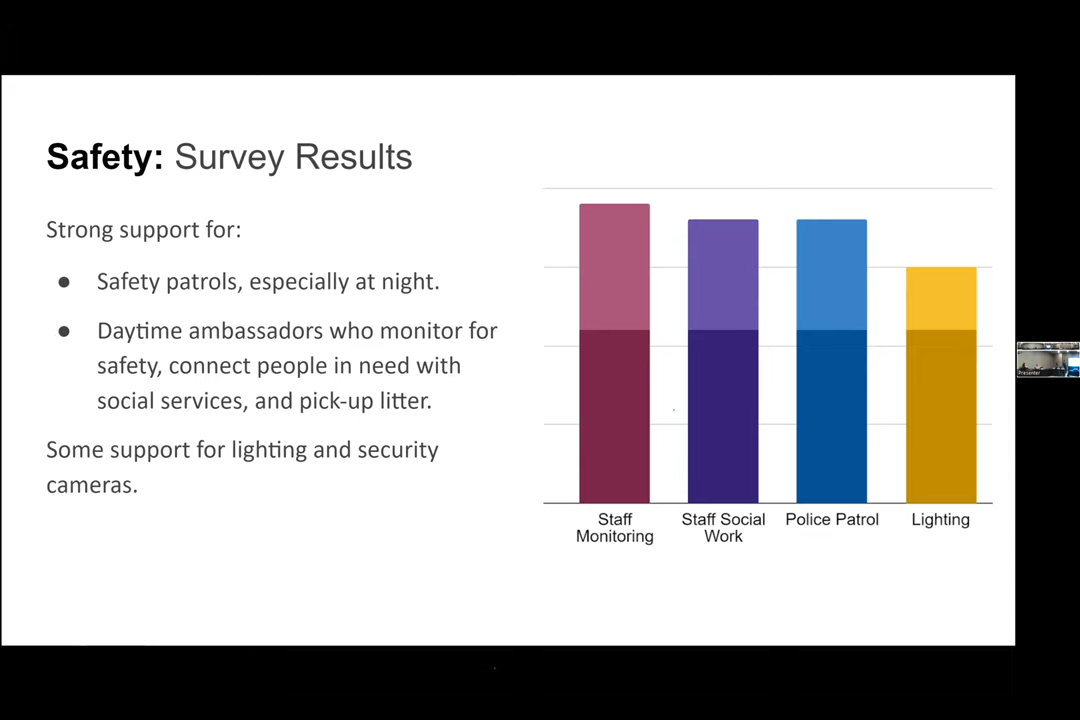 Safety: Survey Results
Strong support for:
● Safety patrols, especially at night.
● Daytime ambassadors who monitor for
safety, connect people in need with
social services, and pick-up litter.
Some support for lighting and security
cameras.
Staff
Monitoring
Staff Social
Work
Police Patrol
Lighting
Presenter